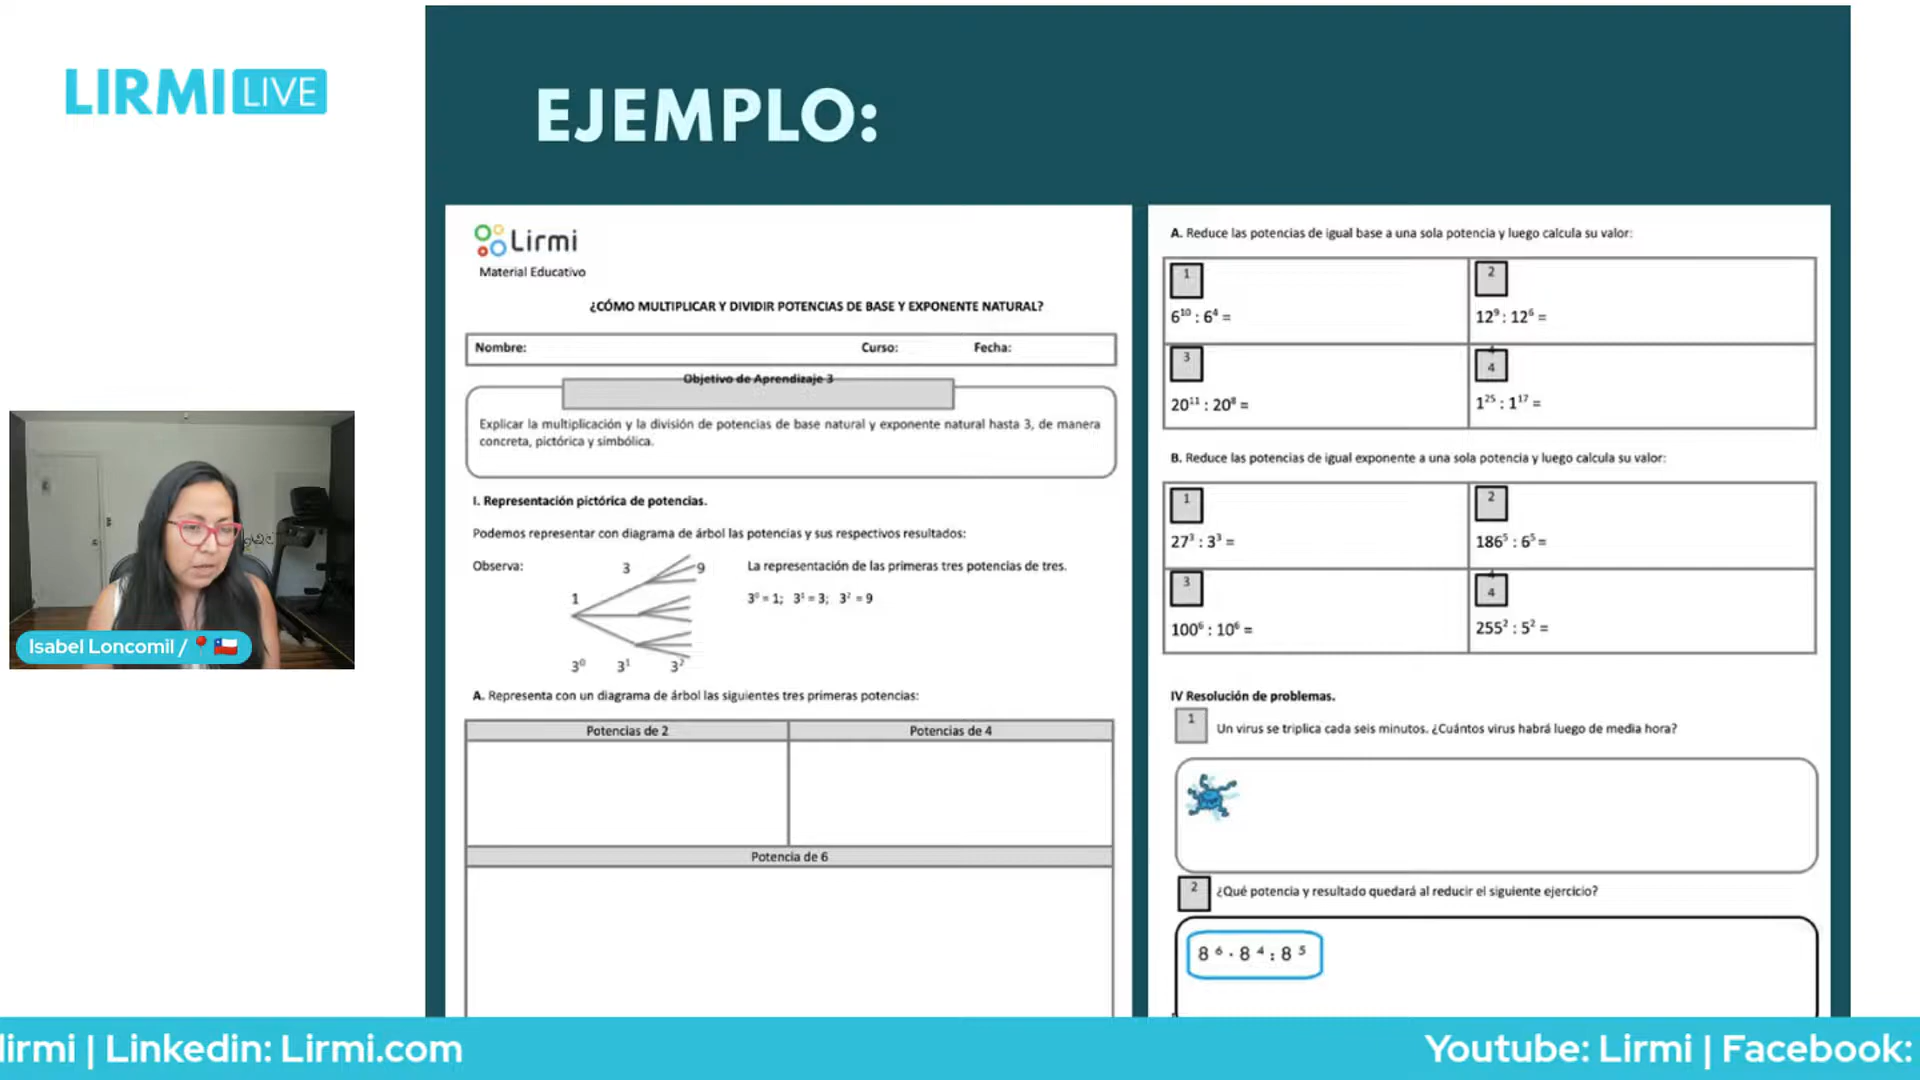 LIRMI LIVE
EJEMPLO:
Lirmi
Material Educativo
¿CÓMO MULTIPLICAR Y DIVIDIR POTENCIAS DE BASE Y EXPONENTE NATURAL?
Nombre: Curso: Fecha:
Objetivo de Aprendizaje 3
Explicar la multiplicación y la división de potencias de base natural y exponente natural hasta 3, de manera
concreta, pictórica y simbólica.
I. Representación pictórica de potencias.
Podemos representar con diagrama de árbol las potencias y sus respectivos resultados:
Observa: 3 9 La representación de las primeras tres potencias de tres.
1 3⁰ = 1; 3¹ = 3; 3² = 9
3⁰ 3¹ 3²
A. Representa con un diagrama de árbol las siguientes tres primeras potencias:
Potencias de 2 Potencias de 4
Potencia de 6
A. Reduce las potencias de igual base a una sola potencia y luego calcula su valor:
1 2
6¹⁰ : 6⁴ = 12⁹ : 12⁶ =
3 4
20¹¹ : 20⁸ = 1²⁵ : 1¹⁷ =
B. Reduce las potencias de igual exponente a una sola potencia y luego calcula su valor:
1 2
27³ : 3³ = 186⁵ : 6⁵ =
3 4
100⁶ : 10⁶ = 255² : 5² =
IV Resolución de problemas.
1 Un virus se triplica cada seis minutos. ¿Cuántos virus habrá luego de media hora?
2 ¿Qué potencia y resultado quedará al reducir el siguiente ejercicio?
8 ⁶ · 8 ⁴ : 8 ⁵
Isabel Loncomil /
lirmi | Linkedin: Lirmi.com
Youtube: Lirmi | Facebook: